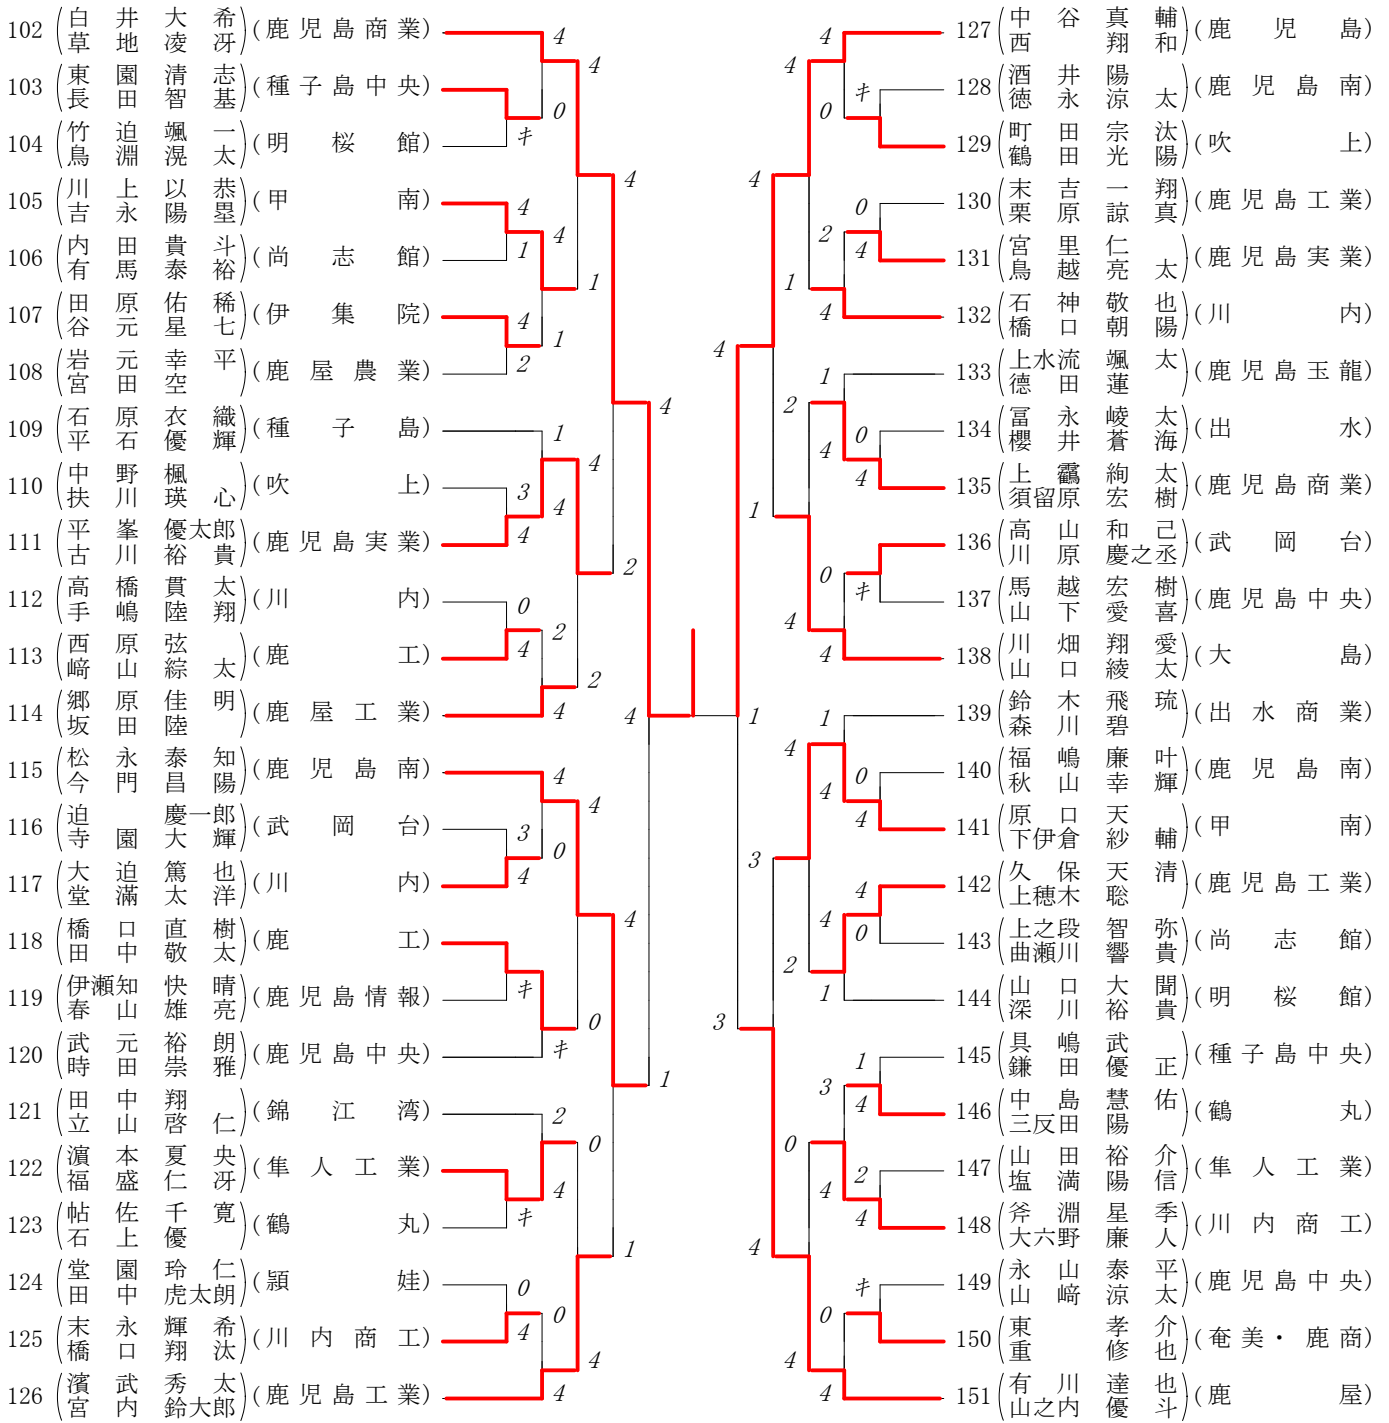 102 白井大希 草地凌冴 (鹿児島商業)
103 東園清志 長田智基 (種子島中央)
104 竹迫颯一 鳥淵滉太 (明桜館)
105 川上以恭 吉永陽塁 (甲南)
106 内田貴斗 有馬泰裕 (尚志館)
107 田原佑稀 谷元星七 (伊集院)
108 岩元幸平 宮田空 (鹿屋農業)
109 石原衣織 平石優輝 (種子島)
110 中野楓 扶川瑛心 (吹上)
111 平峯優太郎 古川裕貴 (鹿児島実業)
112 高橋貫太 手嶋陸翔 (川内)
113 西原弦 﨑山綜太 (鹿工)
114 郷原佳明 坂田陸 (鹿屋工業)
115 松永泰知 今門昌陽 (鹿児島南)
116 迫慶一郎 寺園大輝 (武岡台)
117 大迫篤也 堂滿太洋 (川内)
118 橋口直樹 田中敬太 (鹿工)
119 伊瀬知快晴 春山雄亮 (鹿児島情報)
120 武元裕朗 時田崇雅 (鹿児島中央)
121 田中翔 立山啓仁 (錦江湾)
122 濵本夏央 福盛仁冴 (隼人工業)
123 帖佐千寛 石上優 (鶴丸)
124 堂園玲仁 田中虎太朗 (頴娃)
125 末永輝希 橋口翔汰 (川内商工)
126 濱武秀太 宮内鈴大郎 (鹿児島工業)
4
4
0
キ
4
4
4
1
1
4
1
2
4
1
4
3
4
4
2
0
4
2
2
4
4
4
4
3
0
4
4
キ
0
キ
1
2
0
4
キ
1
0
4
0
4
4
4
4
キ
0
4
0
2
4
1
4
4
1
2
0
4
4
1
0
キ
4
4
1
1
4
0
4
4
3
4
4
0
2
1
3
1
3
4
0
2
4
4
4
キ
0
4
4
127 中谷真輔 西翔和 (鹿児島)
128 酒井陽 徳永涼太 (鹿児島南)
129 町田宗汰 鶴田光陽 (吹上)
130 末吉一翔 栗原諒真 (鹿児島工業)
131 宮里仁 鳥越亮太 (鹿児島実業)
132 石神敬也 橋口朝陽 (川内)
133 上水流颯太 德田蓮 (鹿児島玉龍)
134 冨永崚太 櫻井蒼海 (出水)
135 上靍絢太 須留原宏樹 (鹿児島商業)
136 高山和己 川原慶之丞 (武岡台)
137 馬越宏樹 山下愛喜 (鹿児島中央)
138 川畑翔愛 山口綾太 (大島)
139 鈴木飛琉 森川碧 (出水商業)
140 福嶋廉叶 秋山幸輝 (鹿児島南)
141 原口天 下伊倉紗輔 (甲南)
142 久保天清 上穂木聡 (鹿児島工業)
143 上之段智弥 曲瀬川響貴 (尚志館)
144 山口大聞 深川裕貴 (明桜館)
145 具嶋武 鎌田優正 (種子島中央)
146 中島慧佑 三反田陽 (鶴丸)
147 山田裕介 塩満陽信 (隼人工業)
148 斧淵星季 大六野廉人 (川内商工)
149 永山泰平 山﨑涼太 (鹿児島中央)
150 東孝介 重修也 (奄美・鹿商)
151 有川達也 山之内優斗 (鹿屋)